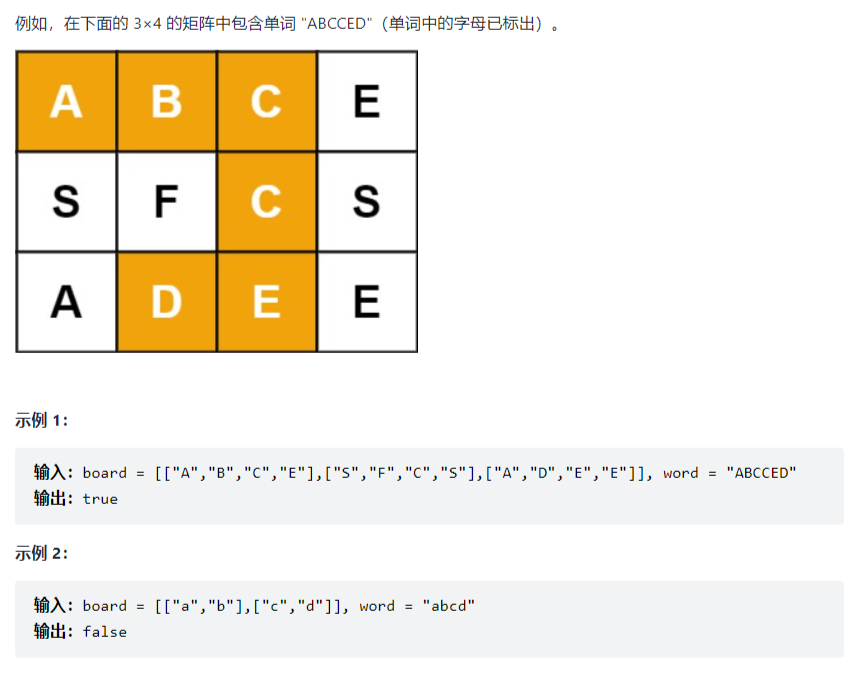 例如，在下面的 3×4 的矩阵中包含单词 "ABCCED"（单词中的字母已标出）。
A B C E
S F C S
A D E E
示例 1：
输入：board = [["A","B","C","E"],["S","F","C","S"],["A","D","E","E"]], word = "ABCCED"
输出：true
示例 2：
输入：board = [["a","b"],["c","d"]], word = "abcd"
输出：false